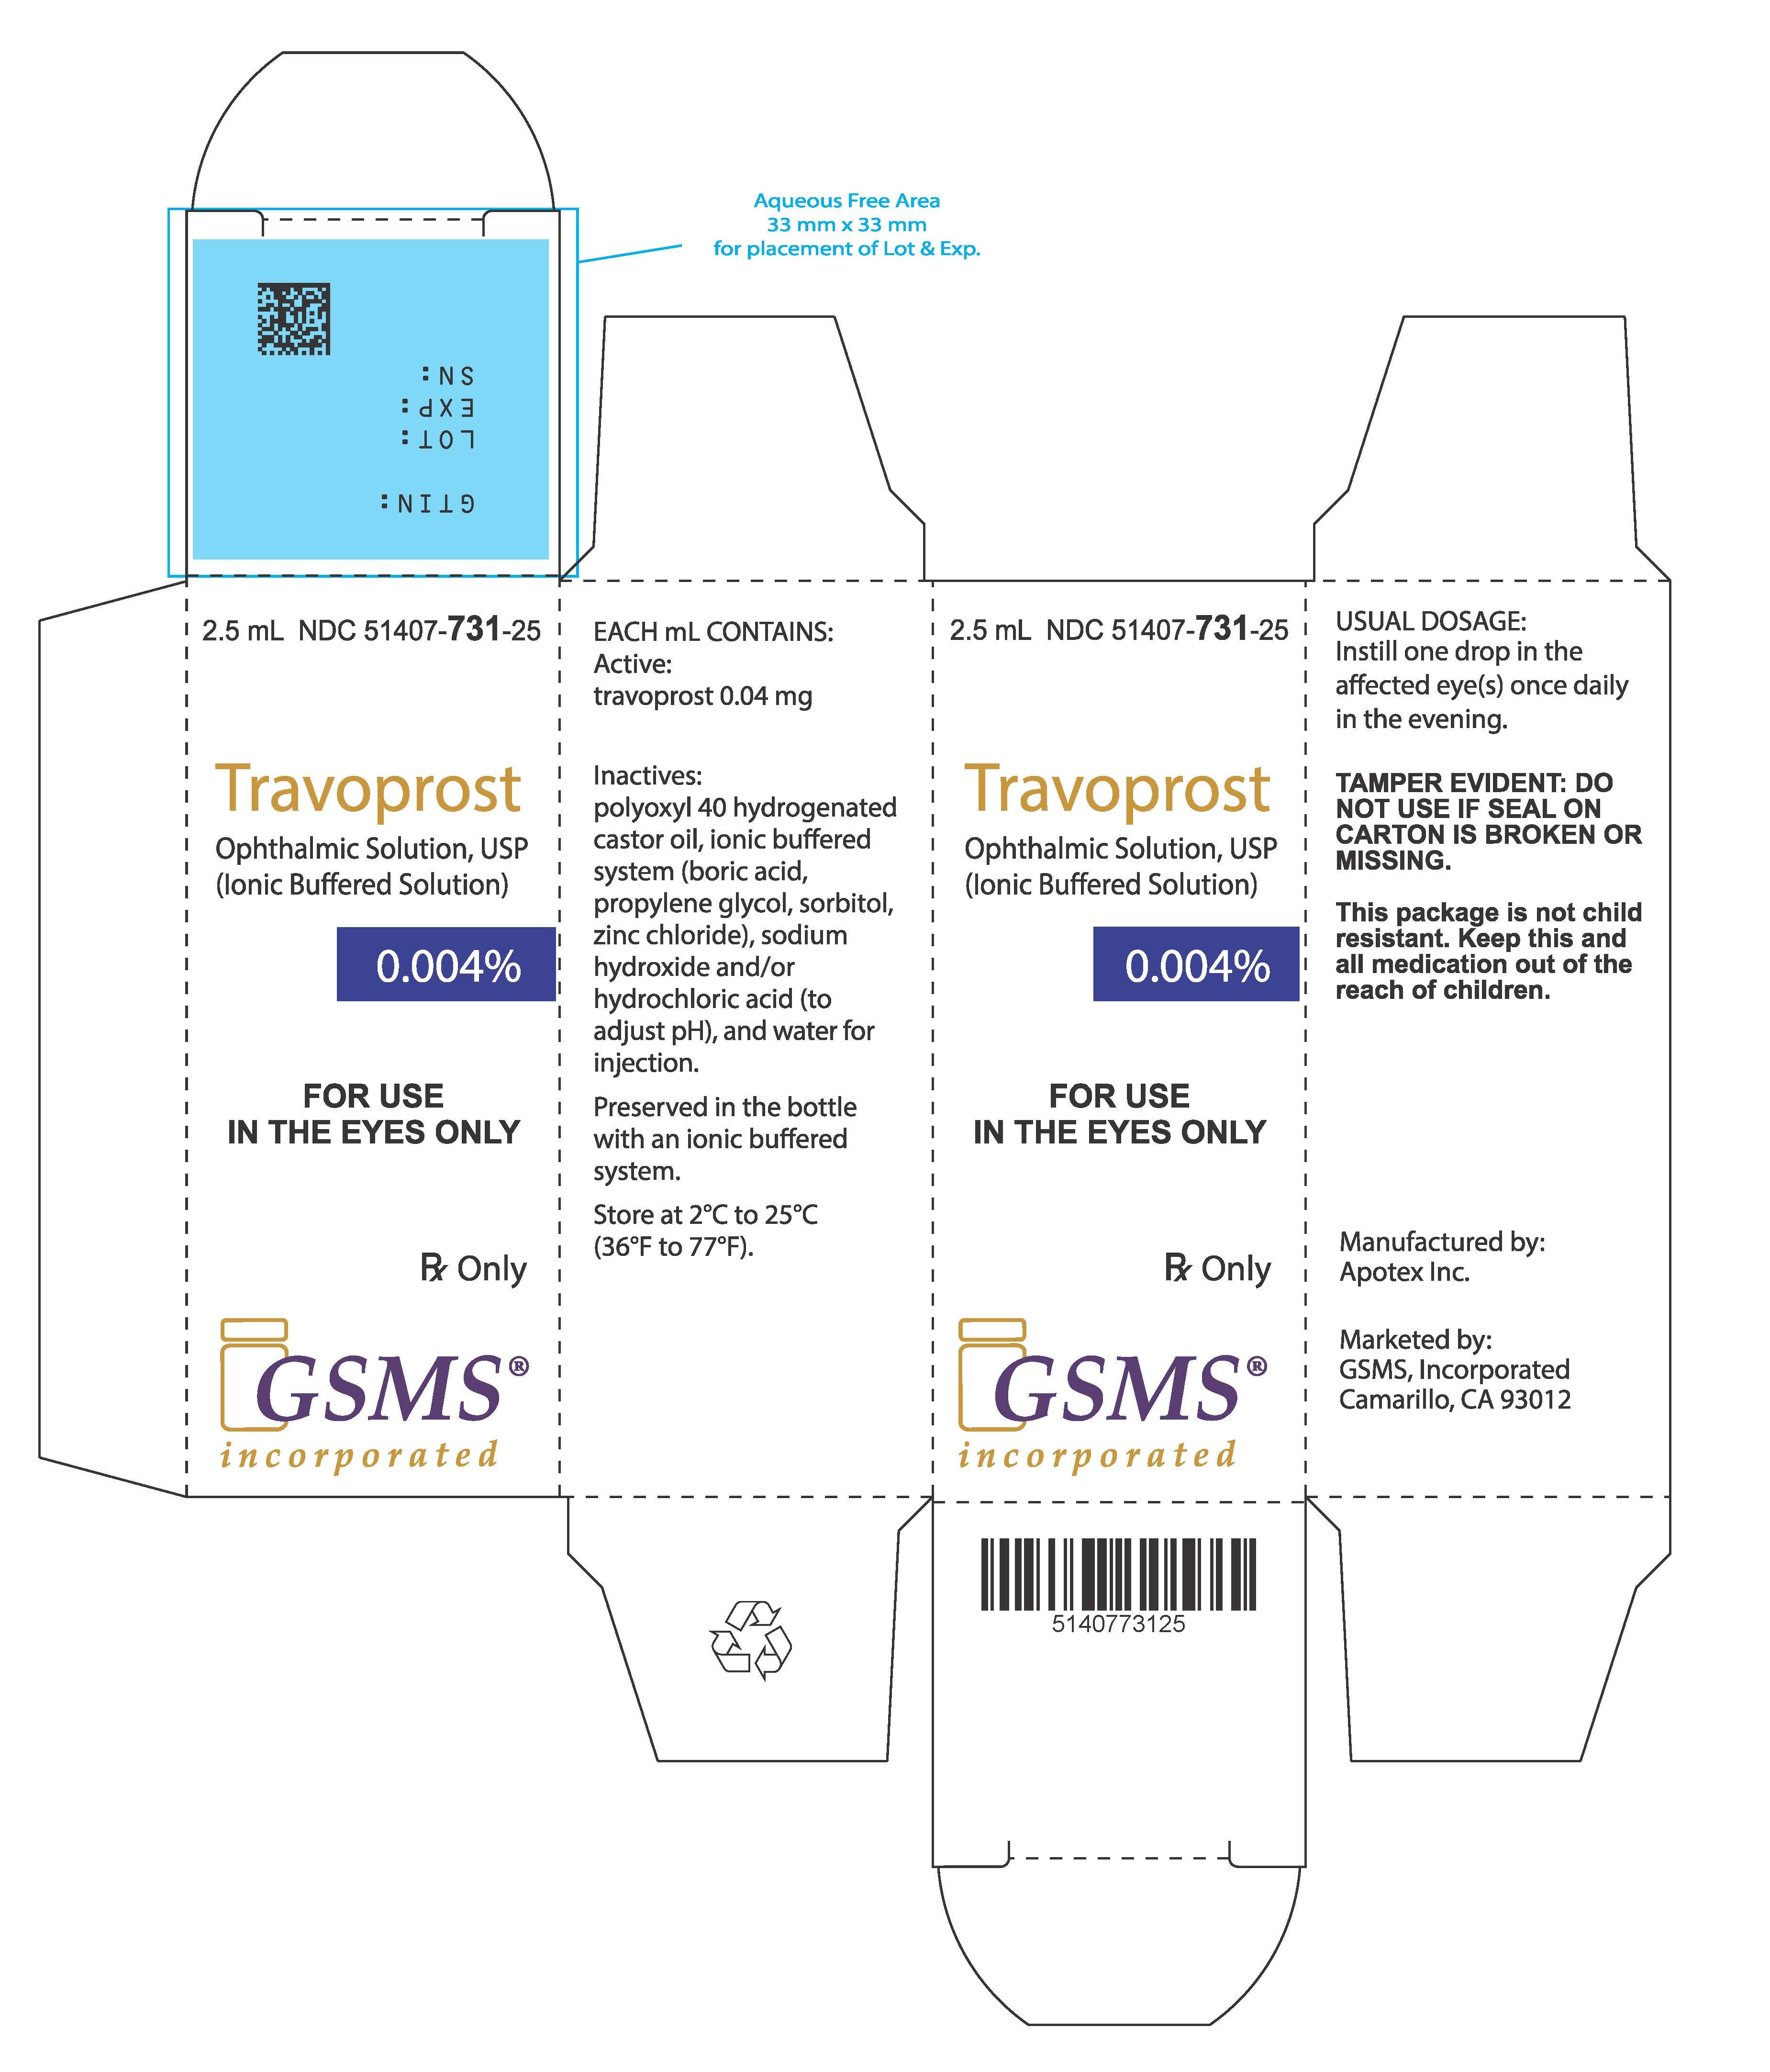 Aqueous Free Area
33 mm x 33 mm
for placement of Lot & Exp.
GTIN:
LOT:
EXP:
SN:
2.5 mL NDC 51407-731-25
Travoprost
Ophthalmic Solution, USP
(Ionic Buffered Solution)
0.004%
FOR USE
IN THE EYES ONLY
℞ Only
GSMS®
incorporated
EACH mL CONTAINS:
Active:
travoprost 0.04 mg
Inactives:
polyoxyl 40 hydrogenated
castor oil, ionic buffered
system (boric acid,
propylene glycol, sorbitol,
zinc chloride), sodium
hydroxide and/or
hydrochloric acid (to
adjust pH), and water for
injection.
Preserved in the bottle
with an ionic buffered
system.
Store at 2°C to 25°C
(36°F to 77°F).
2.5 mL NDC 51407-731-25
Travoprost
Ophthalmic Solution, USP
(Ionic Buffered Solution)
0.004%
FOR USE
IN THE EYES ONLY
℞ Only
GSMS®
incorporated
USUAL DOSAGE:
Instill one drop in the
affected eye(s) once daily
in the evening.
TAMPER EVIDENT: DO
NOT USE IF SEAL ON
CARTON IS BROKEN OR
MISSING.
This package is not child
resistant. Keep this and
all medication out of the
reach of children.
Manufactured by:
Apotex Inc.
Marketed by:
GSMS, Incorporated
Camarillo, CA 93012
5140773125